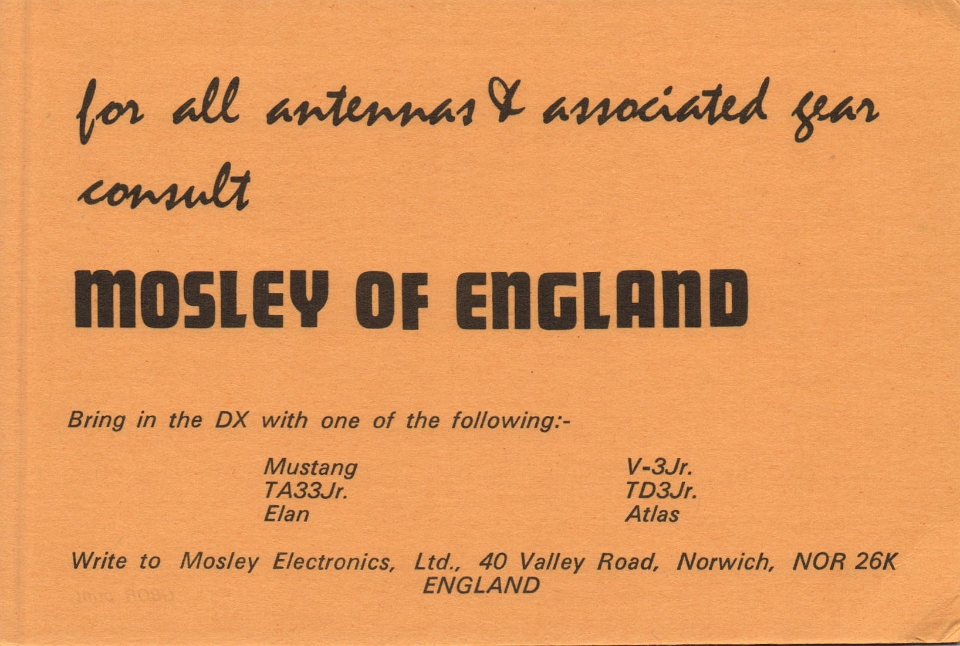 for all antennas & associated gear
consult
MOSLEY OF ENGLAND
Bring in the DX with one of the following:-
Mustang V-3Jr.
TA33Jr. TD3Jr.
Elan Atlas
Write to Mosley Electronics, Ltd., 40 Valley Road, Norwich, NOR 26K
ENGLAND